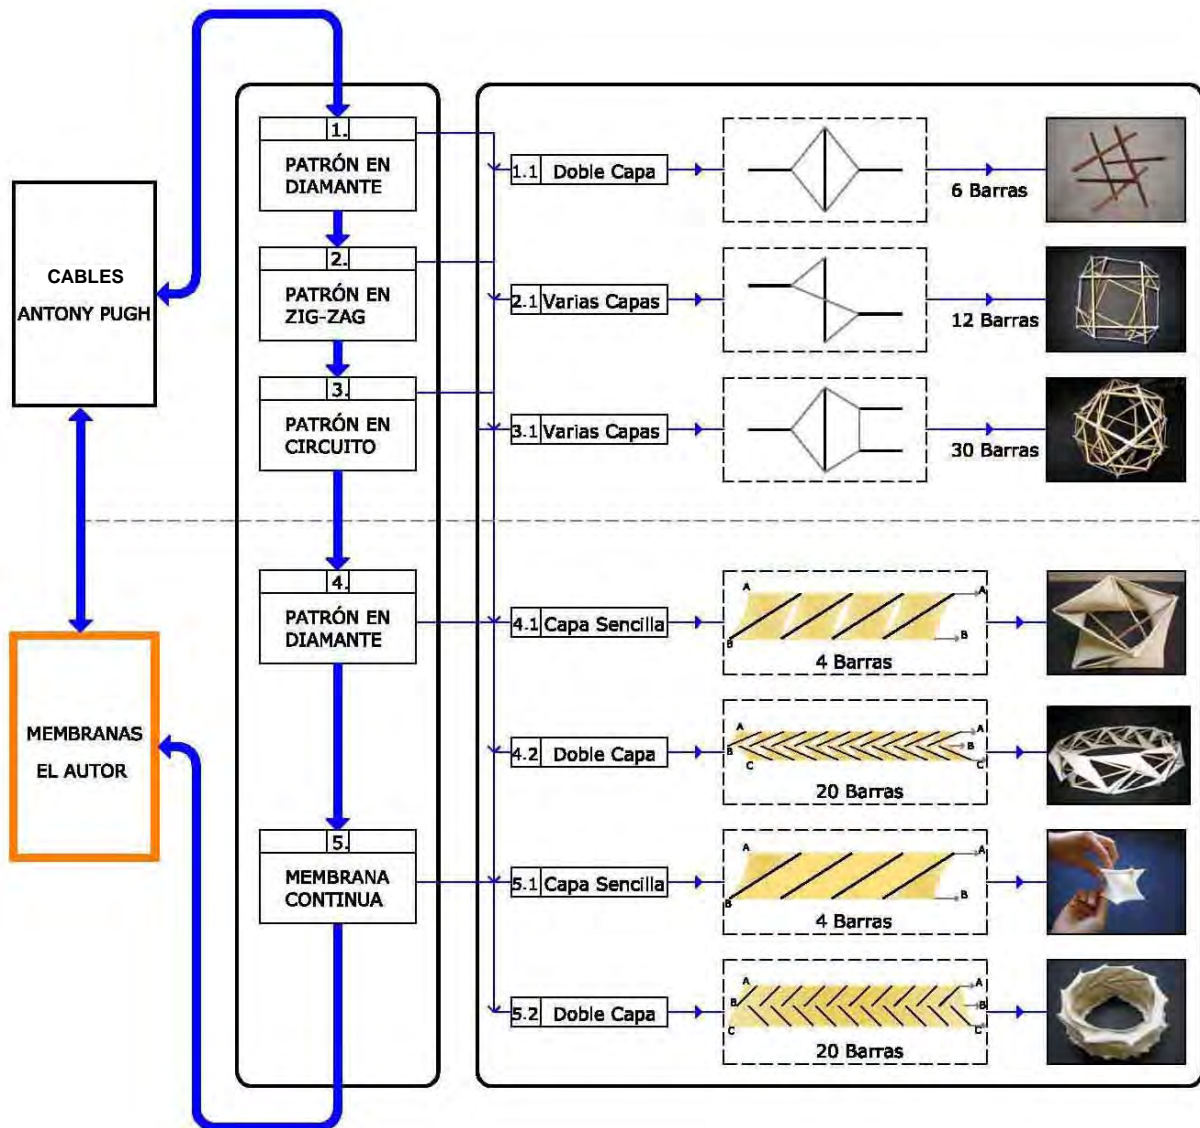 CABLES
ANTONY PUGH
MEMBRANAS
EL AUTOR
1.
PATRÓN EN
DIAMANTE
2.
PATRÓN EN
ZIG-ZAG
3.
PATRÓN EN
CIRCUITO
4.
PATRÓN EN
DIAMANTE
5.
MEMBRANA
CONTINUA
1.1 Doble Capa
6 Barras
2.1 Varias Capas
12 Barras
3.1 Varias Capas
30 Barras
4.1 Capa Sencilla
A
A
B
B
4 Barras
4.2 Doble Capa
A
A
B
B
C
C
20 Barras
5.1 Capa Sencilla
A
A
B
B
4 Barras
5.2 Doble Capa
A
A
B
B
C
C
20 Barras